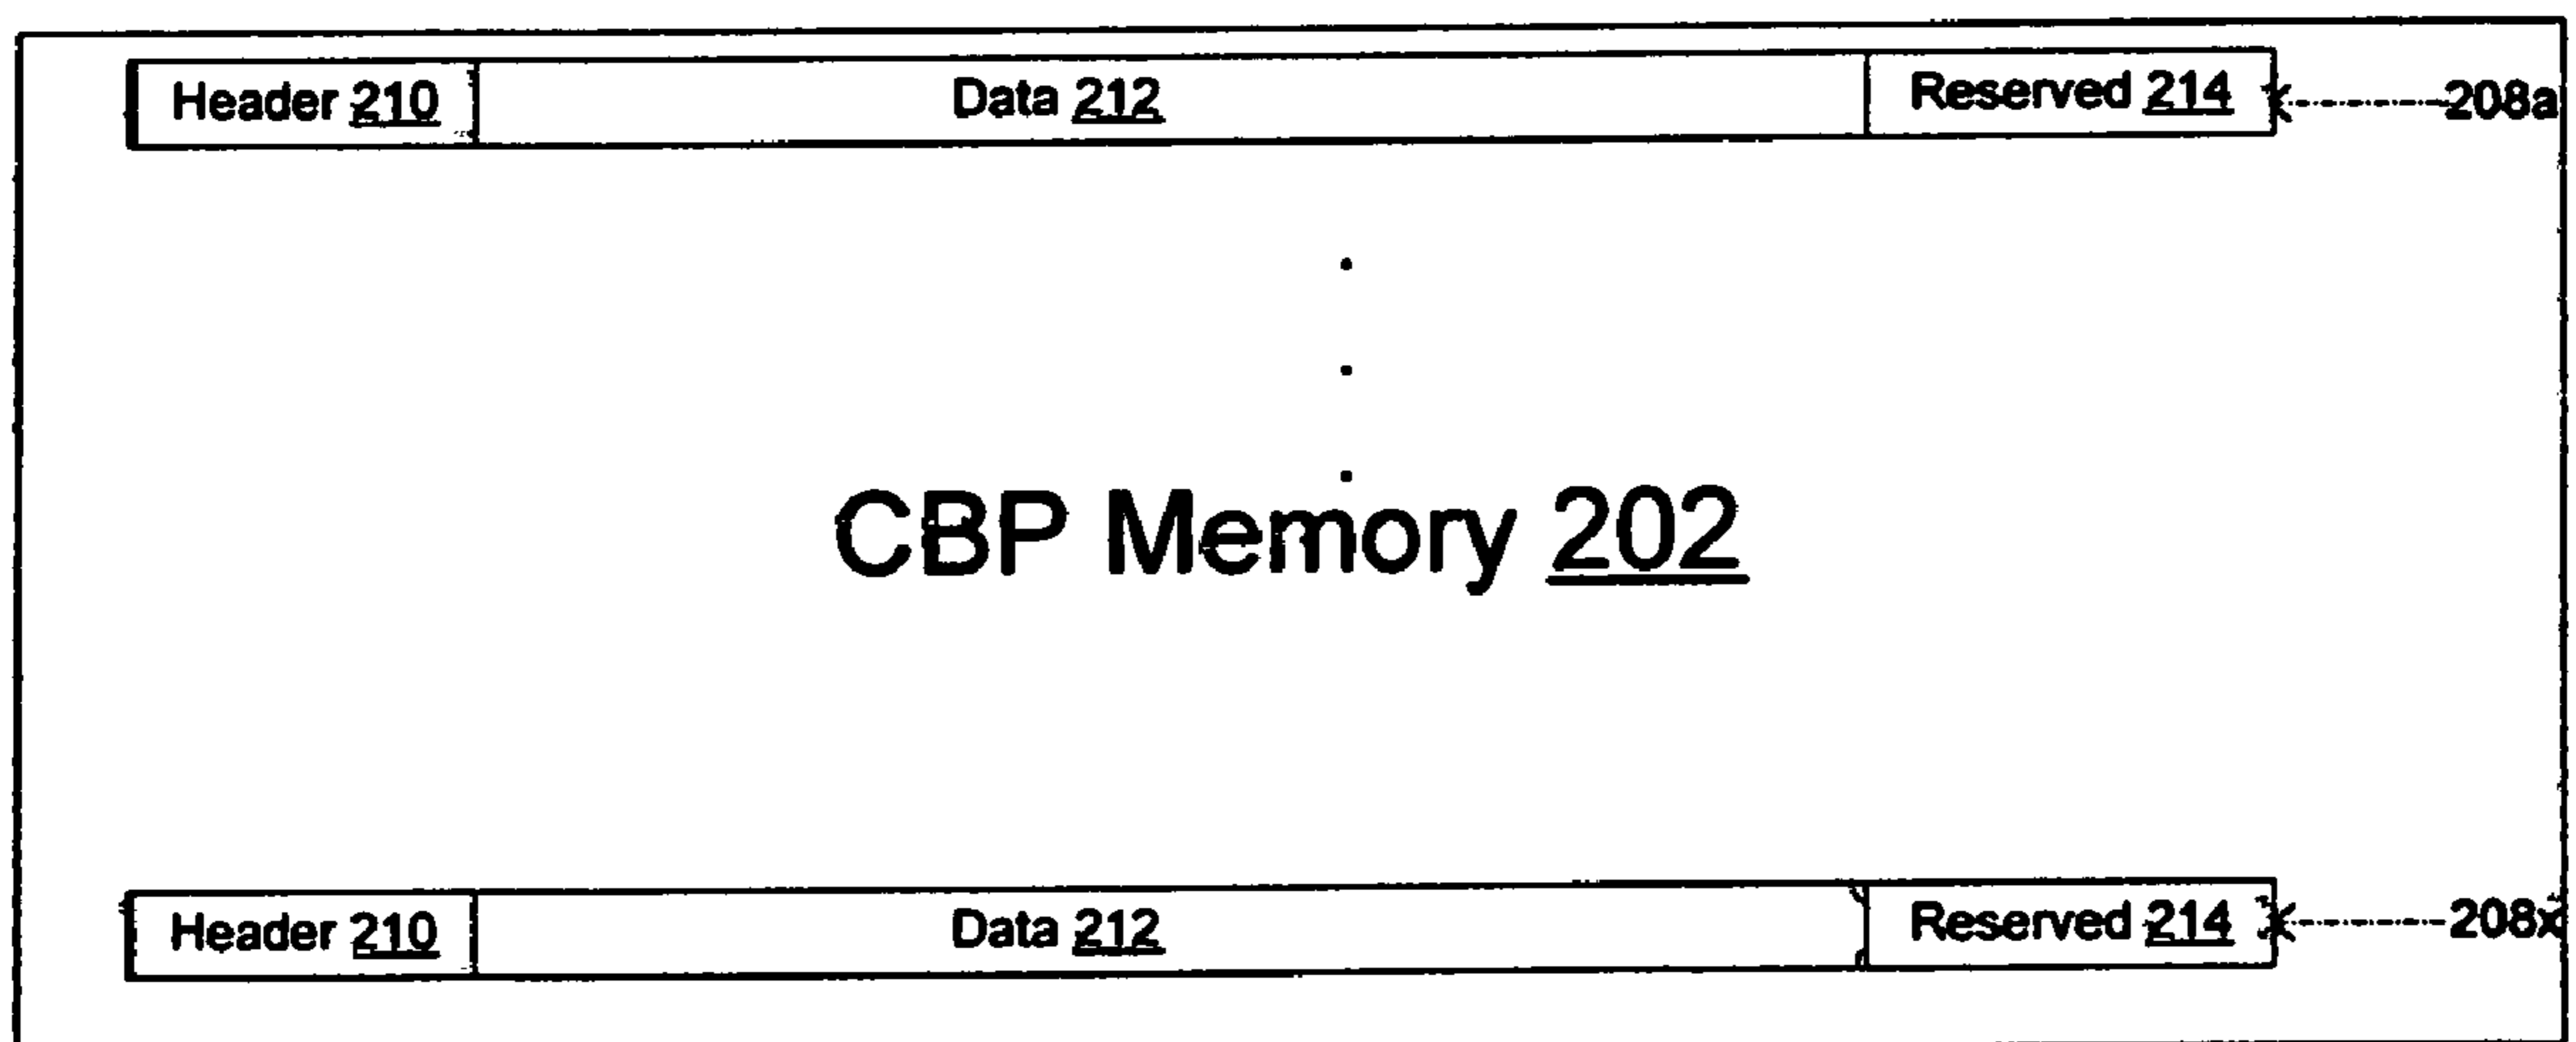 Header 210 Data 212 Reserved 214 208a
CBP Memory 202
Header 210 Data 212 Reserved 214 208x